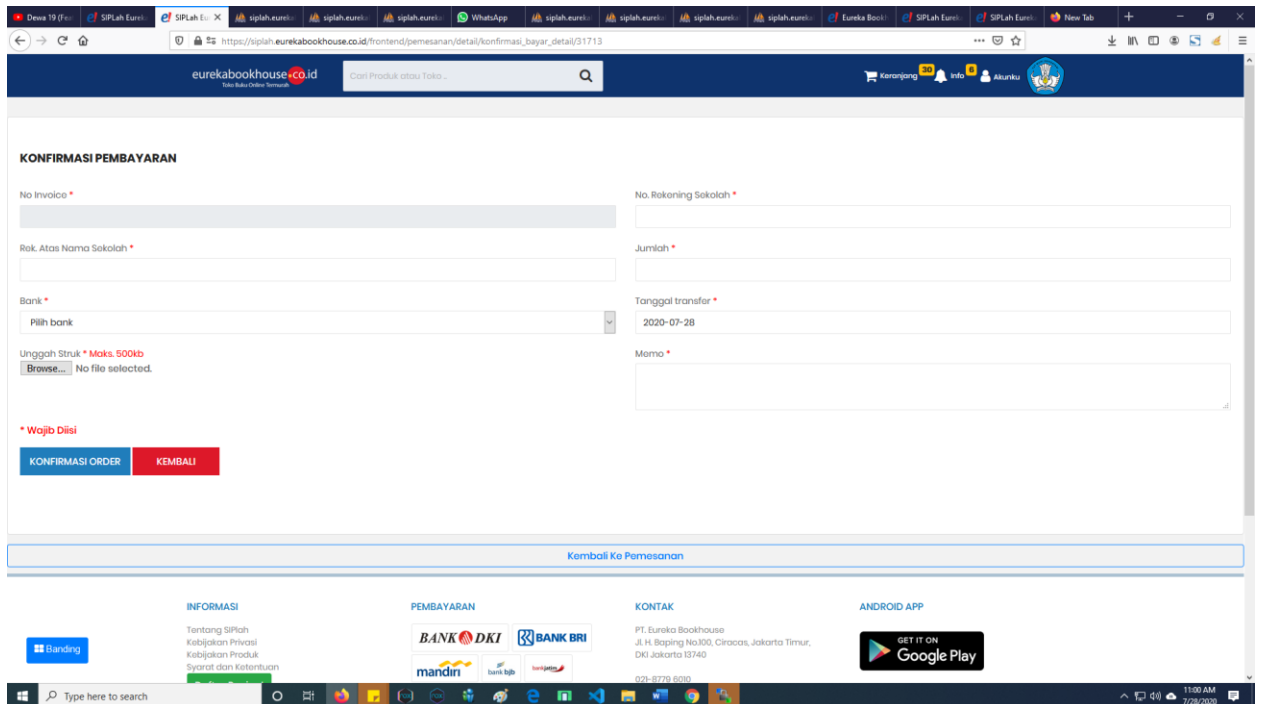 Dewa 19 (Fea
SIPLah Eureka
SIPLah Eu
siplah.eureka
siplah.eureka
siplah.eureka
WhatsApp
siplah.eureka
siplah.eureka
siplah.eureka
siplah.eureka
Eureka Book
SIPLah Eureka
SIPLah Eureka
New Tab
https://siplah.eurekabookhouse.co.id/frontend/pemesanan/detail/konfirmasi_bayar_detail/31713
eurekabookhouse.co.id
Toko Buku Online Termurah
Cari Produk atau Toko...
Keranjang 30 Info 6 Akunku
KONFIRMASI PEMBAYARAN
No Invoice *
No. Rekening Sekolah *
Rek. Atas Nama Sekolah *
Jumlah *
Bank *
Pilih bank
Tanggal transfer *
2020-07-28
Unggah Struk * Maks. 500kb
Browse... No file selected.
Memo *
* Wajib Diisi
KONFIRMASI ORDER
KEMBALI
Kembali Ke Pemesanan
INFORMASI
Tentang SIPlah
Kebijakan Privasi
Kebijakan Produk
Syarat dan Ketentuan
PEMBAYARAN
BANK DKI
BANK BRI
mandiri
bank bjb
bankjatim
KONTAK
PT. Eureka Bookhouse
Jl. H. Baping No.100, Ciracas, Jakarta Timur,
DKI Jakarta 13740
021-8779 6010
ANDROID APP
GET IT ON
Google Play
Banding
Type here to search
11:00 AM
7/28/2020